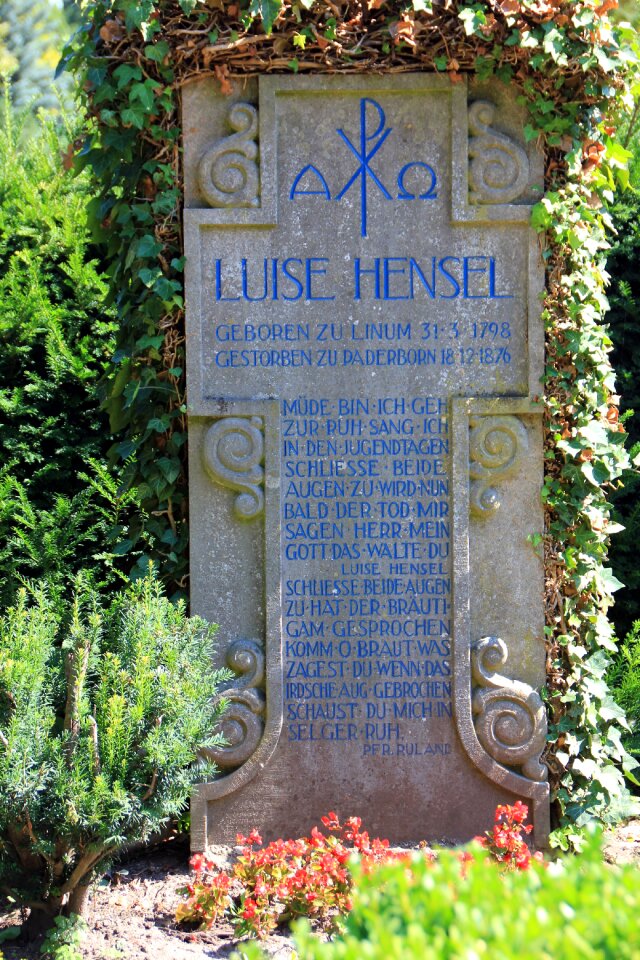 Α ☧ Ω
LUISE HENSEL
GEBOREN ZU LINUM 31·3·1798
GESTORBEN ZU PADERBORN 18·12·1876
MÜDE·BIN·ICH·GEH
ZUR·RUH·SANG·ICH
IN·DEN·JUGENDTAGEN
SCHLIESSE·BEIDE
AUGEN·ZU·WIRD·NUN
BALD·DER·TOD·MIR
SAGEN·HERR·MEIN
GOTT·DAS·WALTE·DU
LUISE HENSEL
SCHLIESSE·BEIDE·AUGEN
ZU·HAT·DER·BRÄUTI-
GAM·GESPROCHEN
KOMM·O·BRAUT·WAS
ZAGEST·DU·WENN·DAS
IRDSCHE·AUG·GEBROCHEN
SCHAUST·DU·MICH·IN
SELGER·RUH.
PFR·RULAND